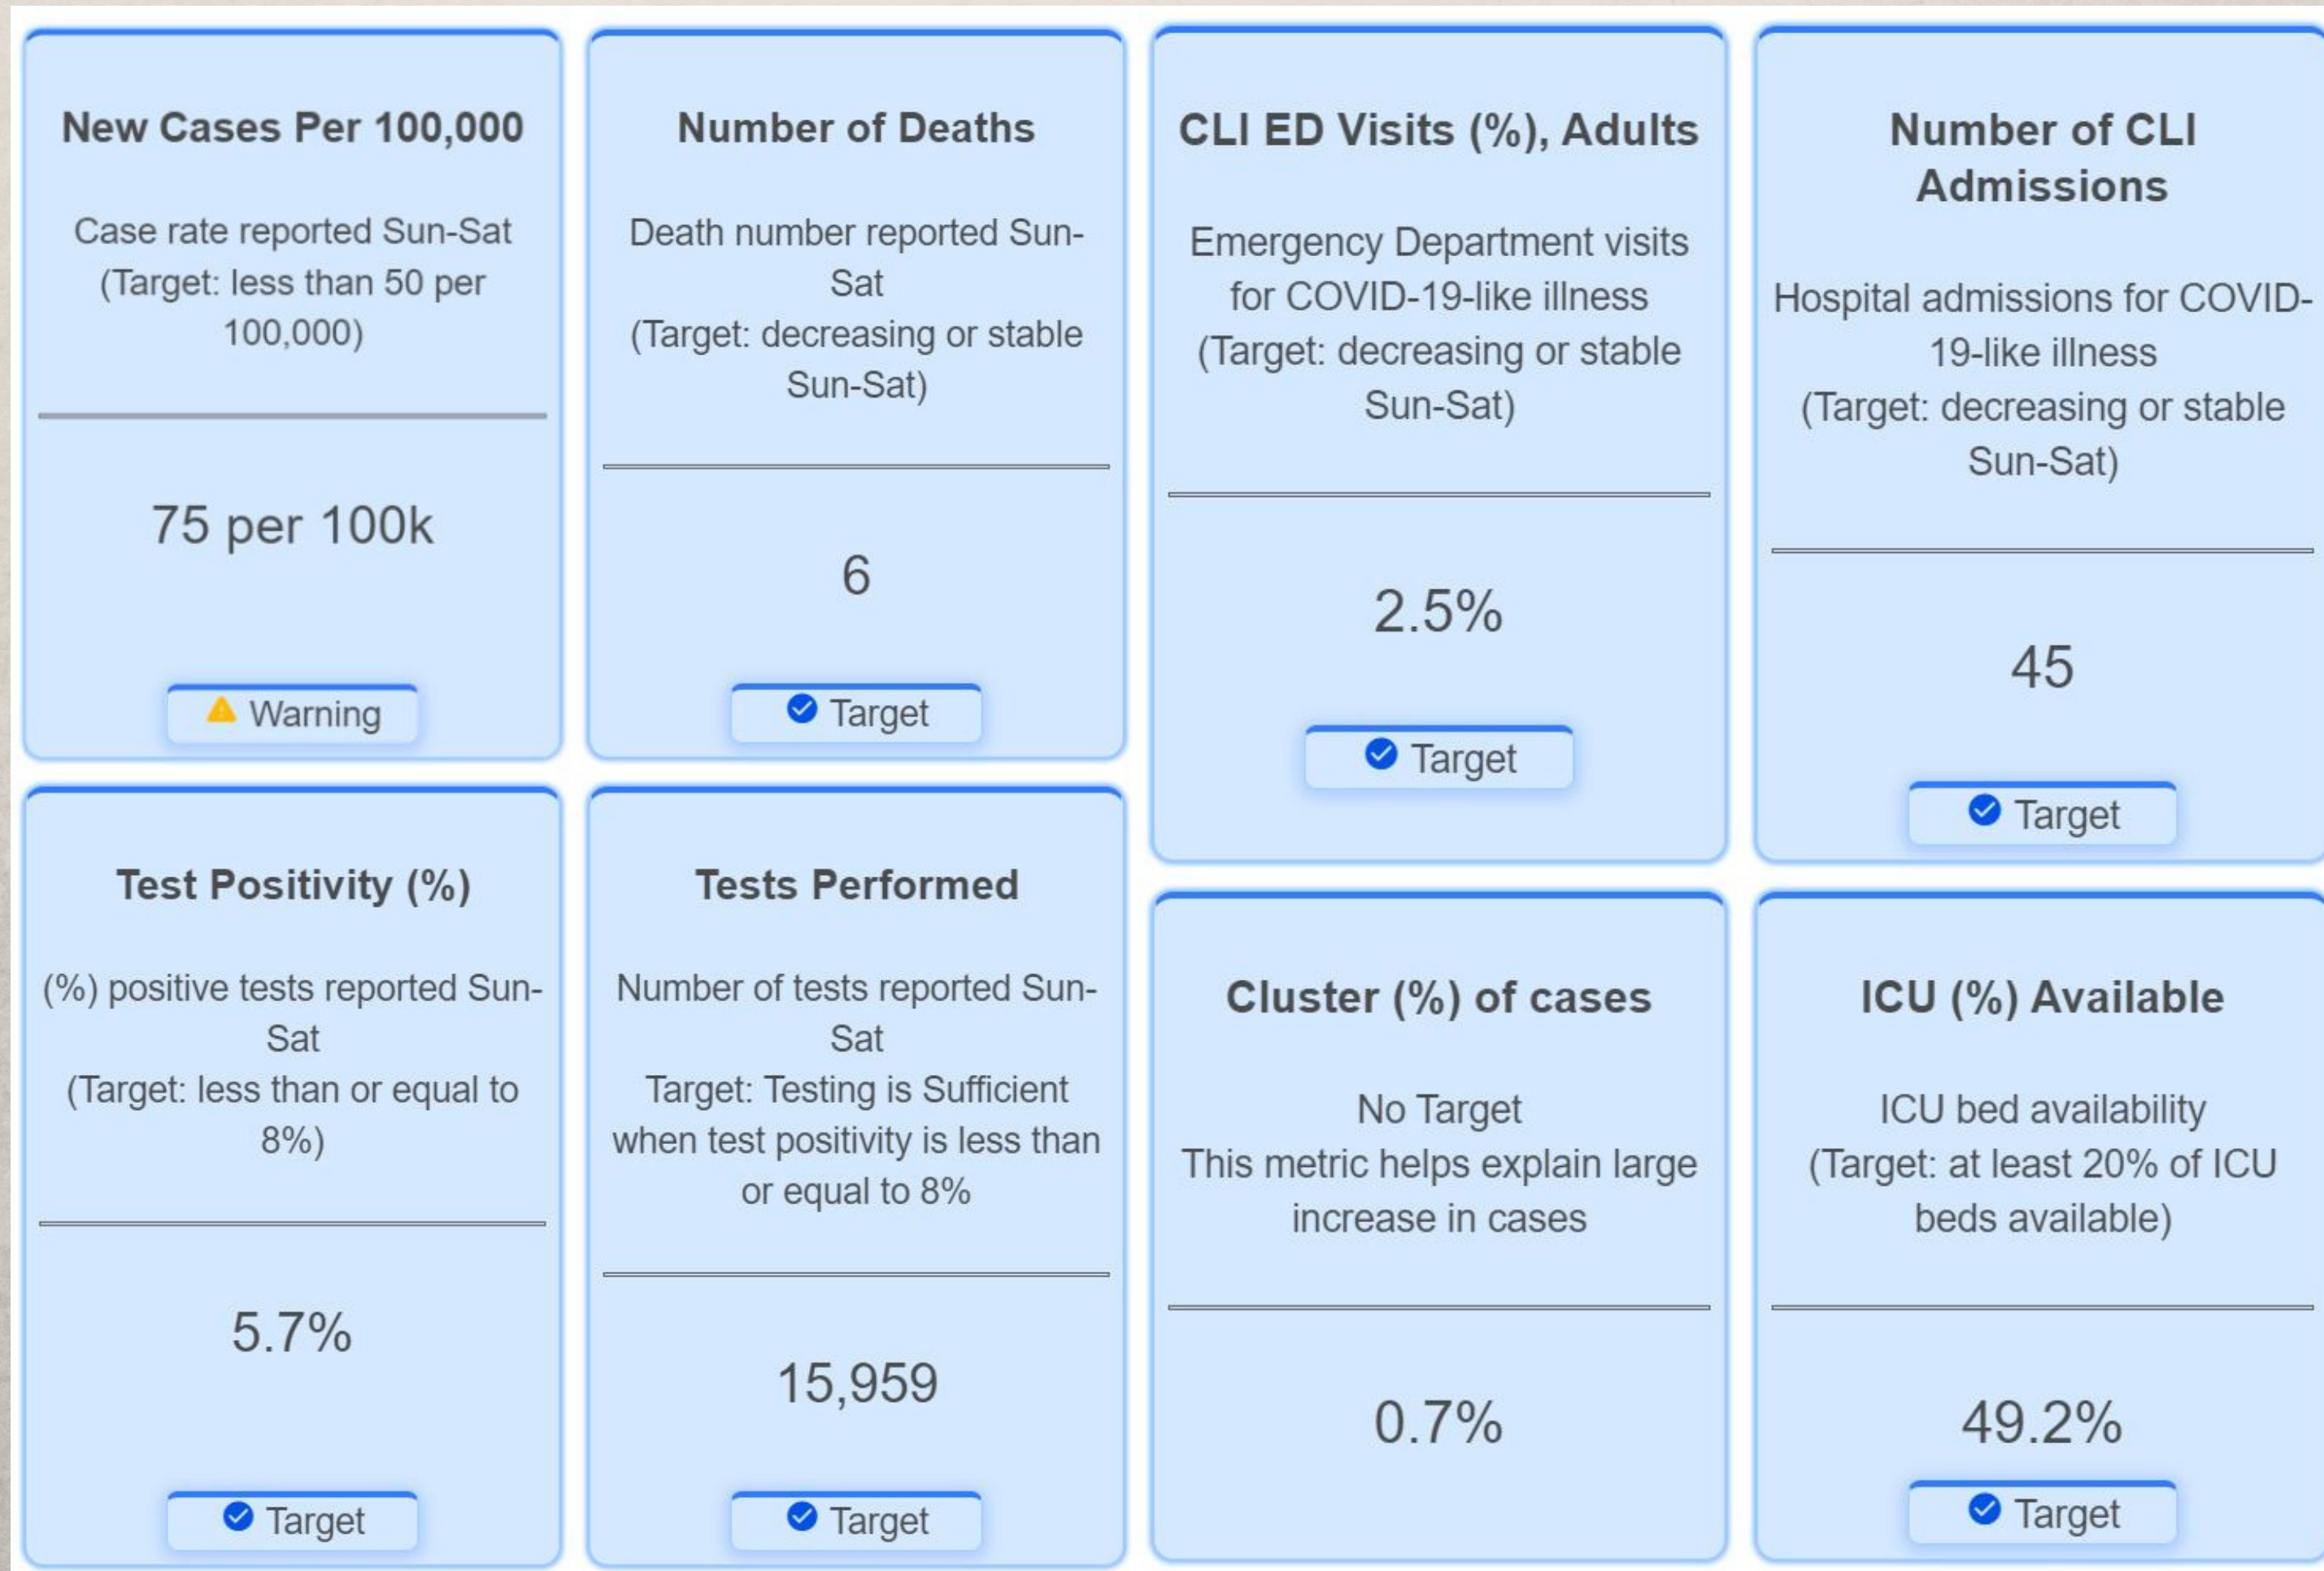 New Cases Per 100,000
Case rate reported Sun-Sat
(Target: less than 50 per
100,000)
75 per 100k
Warning
Number of Deaths
Death number reported Sun-
Sat
(Target: decreasing or stable
Sun-Sat)
6
Target
CLI ED Visits (%), Adults
Emergency Department visits
for COVID-19-like illness
(Target: decreasing or stable
Sun-Sat)
2.5%
Target
Number of CLI
Admissions
Hospital admissions for COVID-
19-like illness
(Target: decreasing or stable
Sun-Sat)
45
Target
Test Positivity (%)
(%) positive tests reported Sun-
Sat
(Target: less than or equal to
8%)
5.7%
Target
Tests Performed
Number of tests reported Sun-
Sat
Target: Testing is Sufficient
when test positivity is less than
or equal to 8%
15,959
Target
Cluster (%) of cases
No Target
This metric helps explain large
increase in cases
0.7%
ICU (%) Available
ICU bed availability
(Target: at least 20% of ICU
beds available)
49.2%
Target